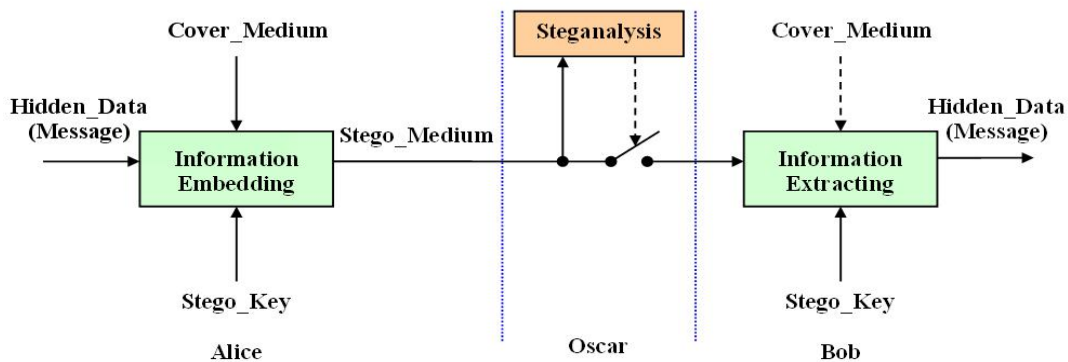 Cover_Medium
Steganalysis
Cover_Medium
Hidden_Data
(Message)
Information
Embedding
Stego_Medium
Information
Extracting
Hidden_Data
(Message)
Stego_Key
Stego_Key
Alice
Oscar
Bob